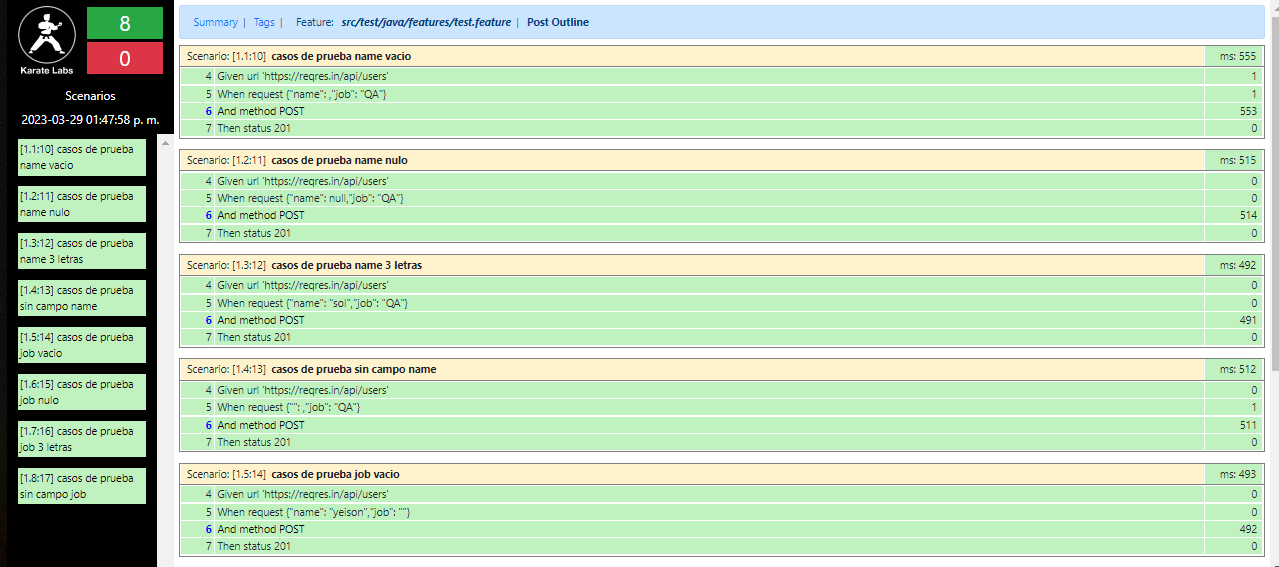 8
0
Karate Labs
Scenarios
2023-03-29 01:47:58 p. m.
[1.1:10] casos de prueba
name vacio
[1.2:11] casos de prueba
name nulo
[1.3:12] casos de prueba
name 3 letras
[1.4:13] casos de prueba
sin campo name
[1.5:14] casos de prueba
job vacio
[1.6:15] casos de prueba
job nulo
[1.7:16] casos de prueba
job 3 letras
[1.8:17] casos de prueba
sin campo job
Summary | Tags | Feature: src/test/java/features/test.feature | Post Outline
Scenario: [1.1:10] casos de prueba name vacio ms: 555
4 Given url 'https://reqres.in/api/users' 1
5 When request {"name": ,"job": "QA"} 1
6 And method POST 553
7 Then status 201 0
Scenario: [1.2:11] casos de prueba name nulo ms: 515
4 Given url 'https://reqres.in/api/users' 0
5 When request {"name": null,"job": "QA"} 0
6 And method POST 514
7 Then status 201 0
Scenario: [1.3:12] casos de prueba name 3 letras ms: 492
4 Given url 'https://reqres.in/api/users' 0
5 When request {"name": "sol","job": "QA"} 0
6 And method POST 491
7 Then status 201 0
Scenario: [1.4:13] casos de prueba sin campo name ms: 512
4 Given url 'https://reqres.in/api/users' 0
5 When request {"": ,"job": "QA"} 1
6 And method POST 511
7 Then status 201 0
Scenario: [1.5:14] casos de prueba job vacio ms: 493
4 Given url 'https://reqres.in/api/users' 0
5 When request {"name": "yeison","job": ""} 0
6 And method POST 492
7 Then status 201 0